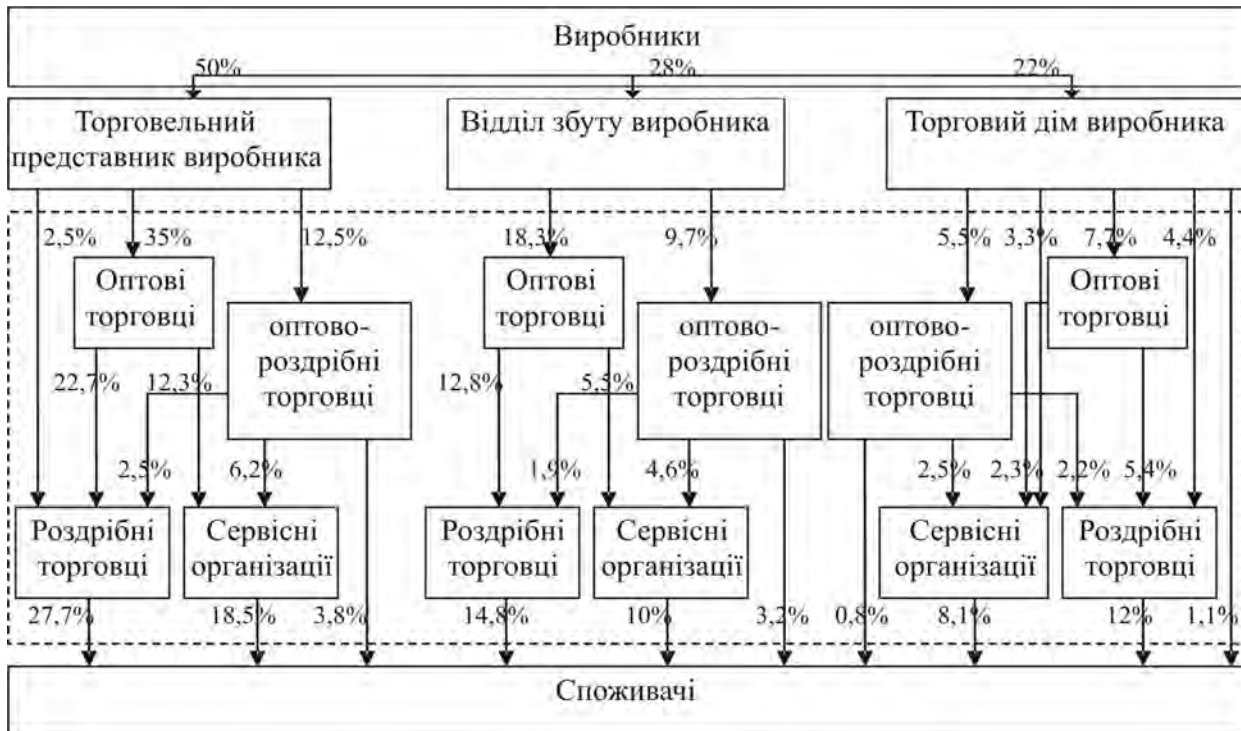 Виробники
50%
28%
22%
Торговельний
представник виробника
Відділ збуту виробника
Торговий дім виробника
2,5%
35%
12,5%
18,3%
9,7%
5,5%
3,3%
7,7%
4,4%
Оптові
торговці
оптово-
роздрібні
торговці
Оптові
торговці
оптово-
роздрібні
торговці
оптово-
роздрібні
торговці
Оптові
торговці
22,7%
12,3%
12,8%
5,5%
2,5%
6,2%
1,9%
4,6%
2,5%
2,3%
2,2%
5,4%
Роздрібні
торговці
Сервісні
організації
Роздрібні
торговці
Сервісні
організації
Сервісні
організації
Роздрібні
торговці
27,7%
18,5%
3,8%
14,8%
10%
3,2%
0,8%
8,1%
12%
1,1%
Споживачі